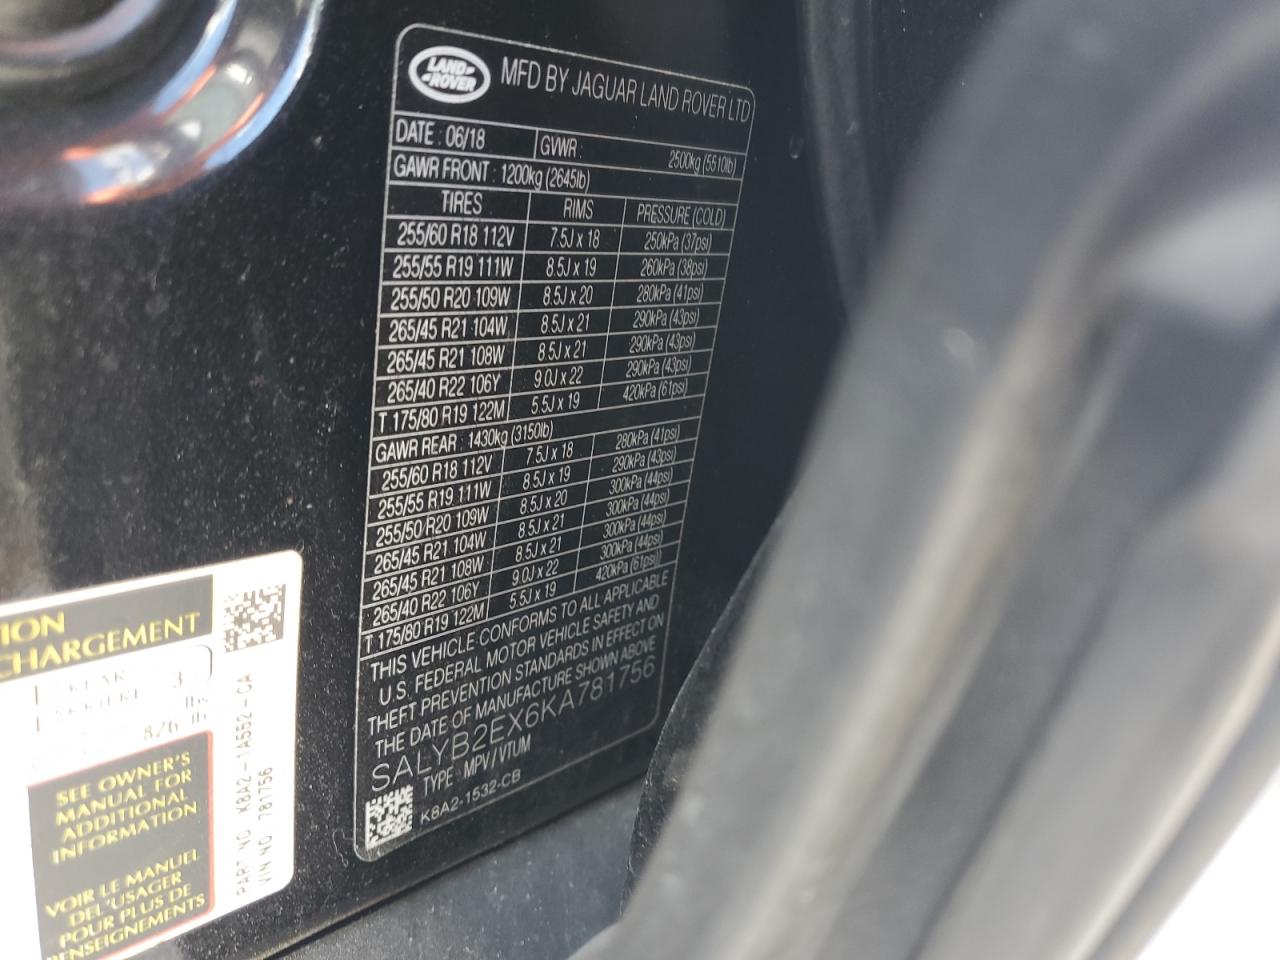 LAND ROVER
MFD BY JAGUAR LAND ROVER LTD
DATE : 06/18 GVWR : 2500kg (5510lb)
GAWR FRONT : 1200kg (2645lb)
TIRES RIMS PRESSURE (COLD)
255/60 R18 112V 7.5J x 18 250kPa (37psi)
255/55 R19 111W 8.5J x 19 260kPa (38psi)
255/50 R20 109W 8.5J x 20 280kPa (41psi)
265/45 R21 104W 8.5J x 21 290kPa (43psi)
265/45 R21 108W 8.5J x 21 290kPa (43psi)
265/40 R22 106Y 9.0J x 22 290kPa (43psi)
T 175/80 R19 122M 5.5J x 19 420kPa (61psi)
GAWR REAR : 1430kg (3150lb)
255/60 R18 112V 7.5J x 18 280kPa (41psi)
255/55 R19 111W 8.5J x 19 290kPa (43psi)
255/50 R20 109W 8.5J x 20 300kPa (44psi)
265/45 R21 104W 8.5J x 21 300kPa (44psi)
265/45 R21 108W 8.5J x 21 300kPa (44psi)
265/40 R22 106Y 9.0J x 22 300kPa (44psi)
T 175/80 R19 122M 5.5J x 19 420kPa (61psi)
THIS VEHICLE CONFORMS TO ALL APPLICABLE
U.S. FEDERAL MOTOR VEHICLE SAFETY AND
THEFT PREVENTION STANDARDS IN EFFECT ON
THE DATE OF MANUFACTURE SHOWN ABOVE
SALYB2EX6KA781756
TYPE : MPV/VTUM
K8A2-1532-CB
TION
CHARGEMENT
REAR 3
826 lb
SEE OWNER'S
MANUAL FOR
ADDITIONAL
INFORMATION
VOIR LE MANUEL
DE L'USAGER
POUR PLUS DE
RENSEIGNEMENTS
PART NO K8A2-1A552-CA
VIN NO 781756